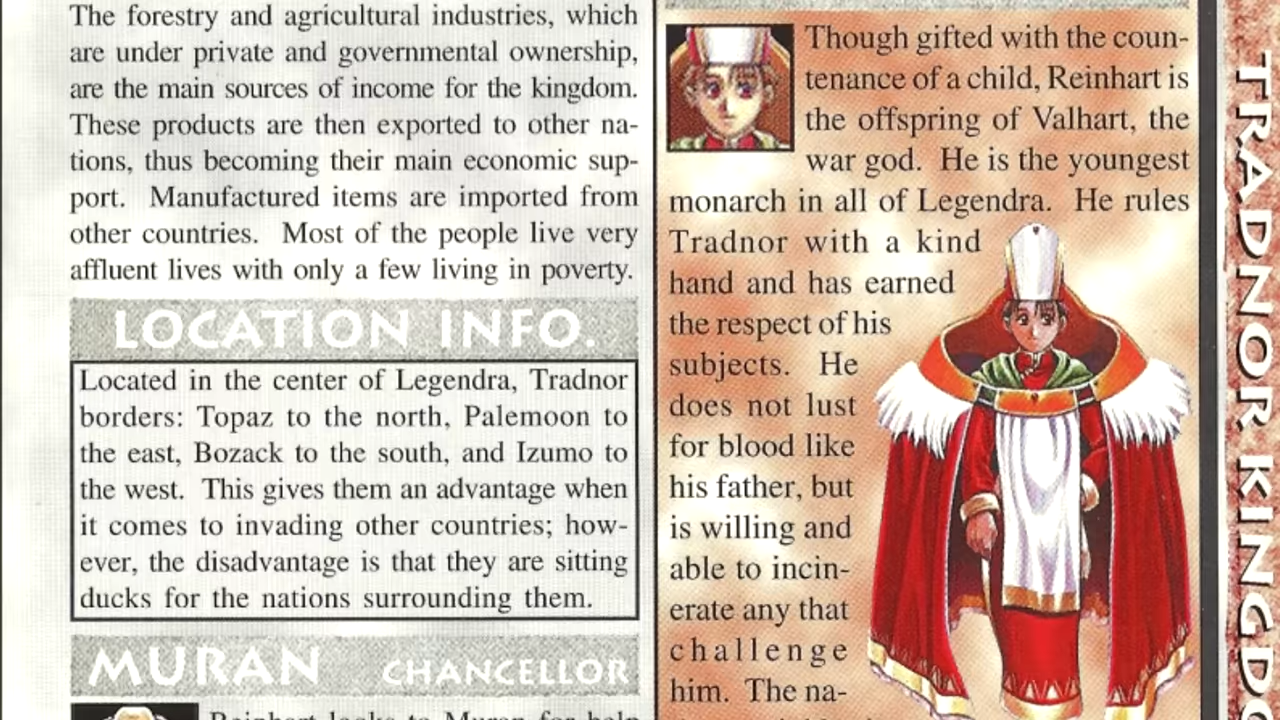 The forestry and agricultural industries, which
are under private and governmental ownership,
are the main sources of income for the kingdom.
These products are then exported to other na-
tions, thus becoming their main economic sup-
port. Manufactured items are imported from
other countries. Most of the people live very
affluent lives with only a few living in poverty.
LOCATION INFO.
Located in the center of Legendra, Tradnor
borders: Topaz to the north, Palemoon to
the east, Bozack to the south, and Izumo to
the west. This gives them an advantage when
it comes to invading other countries; how-
ever, the disadvantage is that they are sitting
ducks for the nations surrounding them.
MURAN CHANCELLOR
Reinhart looks to Muran for help
Though gifted with the coun-
tenance of a child, Reinhart is
the offspring of Valhart, the
war god. He is the youngest
monarch in all of Legendra. He rules
Tradnor with a kind
hand and has earned
the respect of his
subjects. He
does not lust
for blood like
his father, but
is willing and
able to incin-
erate any that
challenge
him. The na-
TRADNOR KINGDO